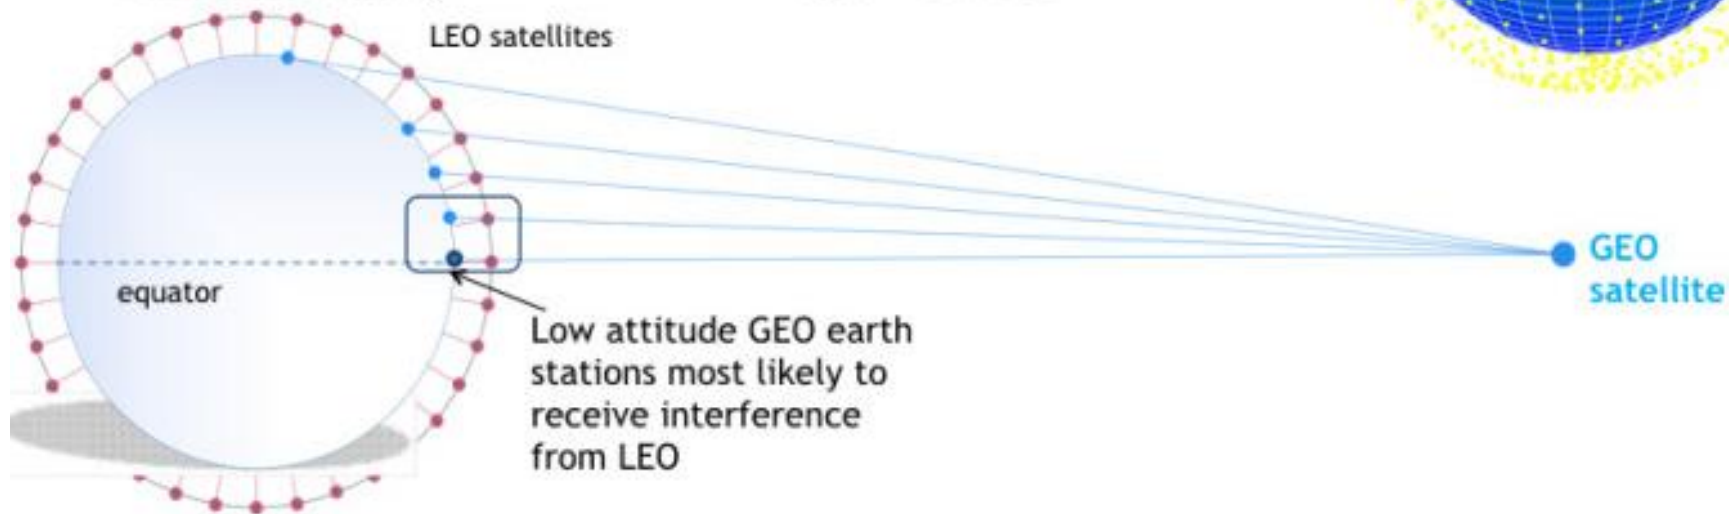 LEO satellites
GEO
satellite
equator
Low attitude GEO earth
stations most likely to
receive interference
from LEO